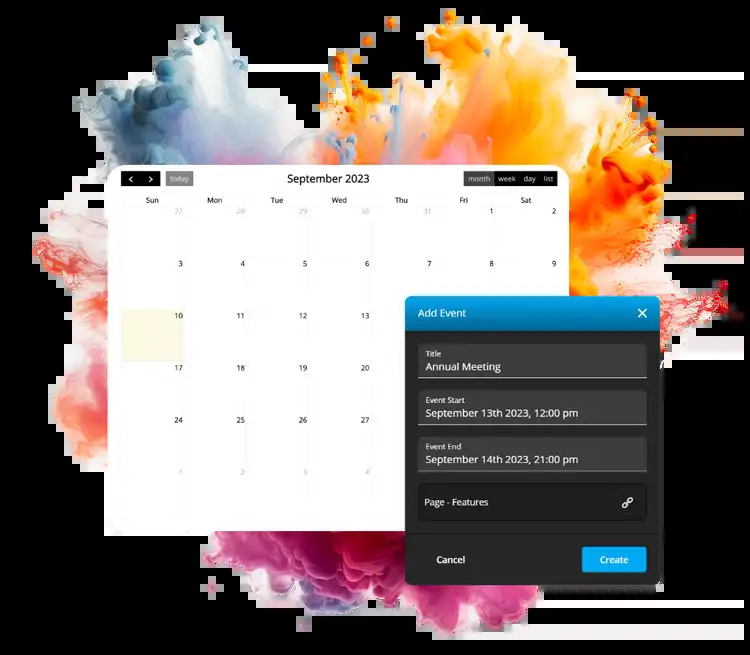 today
September 2023
month week day list
Sun Mon Tue Wed Thu Fri Sat
27 28 29 30 31 1 2
3 4 5 6 7 8 9
10 11 12 13
17 18 19 20
24 25 26 27
1 2 3 4
Add Event
Title
Annual Meeting
Event Start
September 13th 2023, 12:00 pm
Event End
September 14th 2023, 21:00 pm
Page - Features
Cancel Create